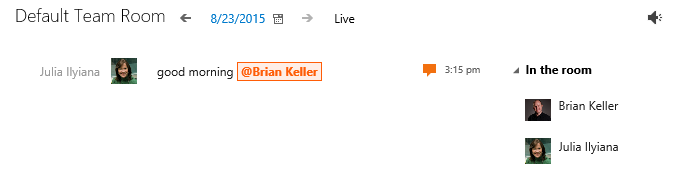 Default Team Room 8/23/2015 Live
Julia Ilyiana good morning @Brian Keller 3:15 pm
In the room
Brian Keller
Julia Ilyiana